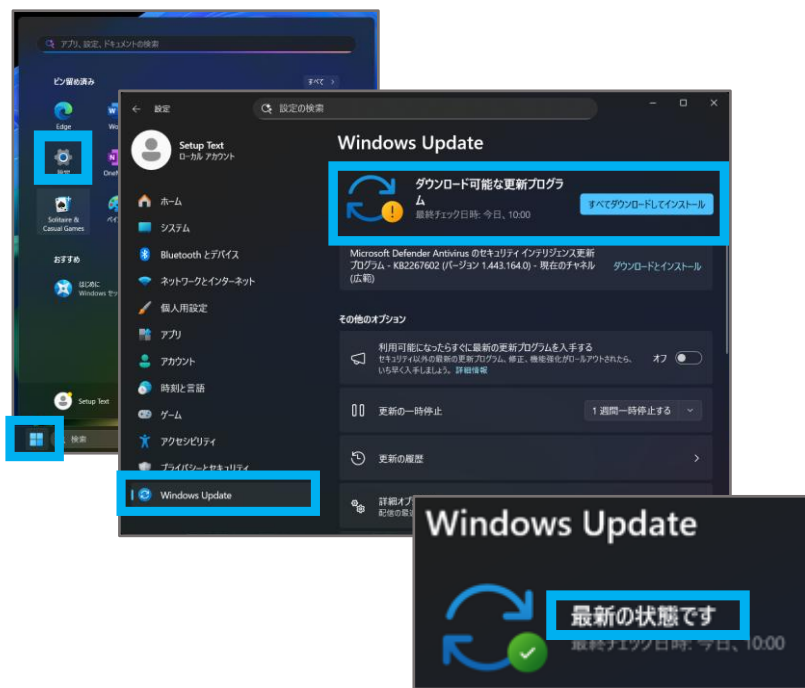 アプリ、設定、ドキュメントの検索
ピン留め済み
すべて >
Edge
設定
Solitaire &
Casual Games
おすすめ
はじめに
Setup Text
検索
← 設定
設定の検索
Setup Text
ローカル アカウント
ホーム
システム
Bluetooth とデバイス
ネットワークとインターネット
個人用設定
アプリ
アカウント
時刻と言語
ゲーム
アクセシビリティ
プライバシーとセキュリティ
Windows Update
Windows Update
ダウンロード可能な更新プログラ
ム
最終チェック日時: 今日、10:00
すべてダウンロードしてインストール
Microsoft Defender Antivirus のセキュリティ インテリジェンス更新
プログラム - KB2267602 (バージョン 1.443.164.0) - 現在のチャネル
(広範)
ダウンロードとインストール
その他のオプション
利用可能になったらすぐに最新の更新プログラムを入手する
セキュリティ以外の最新の更新プログラム、修正、機能強化がロールアウトされたら、
いち早く入手しましょう。 詳細情報
オフ
更新の一時停止
1 週間一時停止する
更新の履歴
Windows Update
最新の状態です
最終チェック日時: 今日、10:00